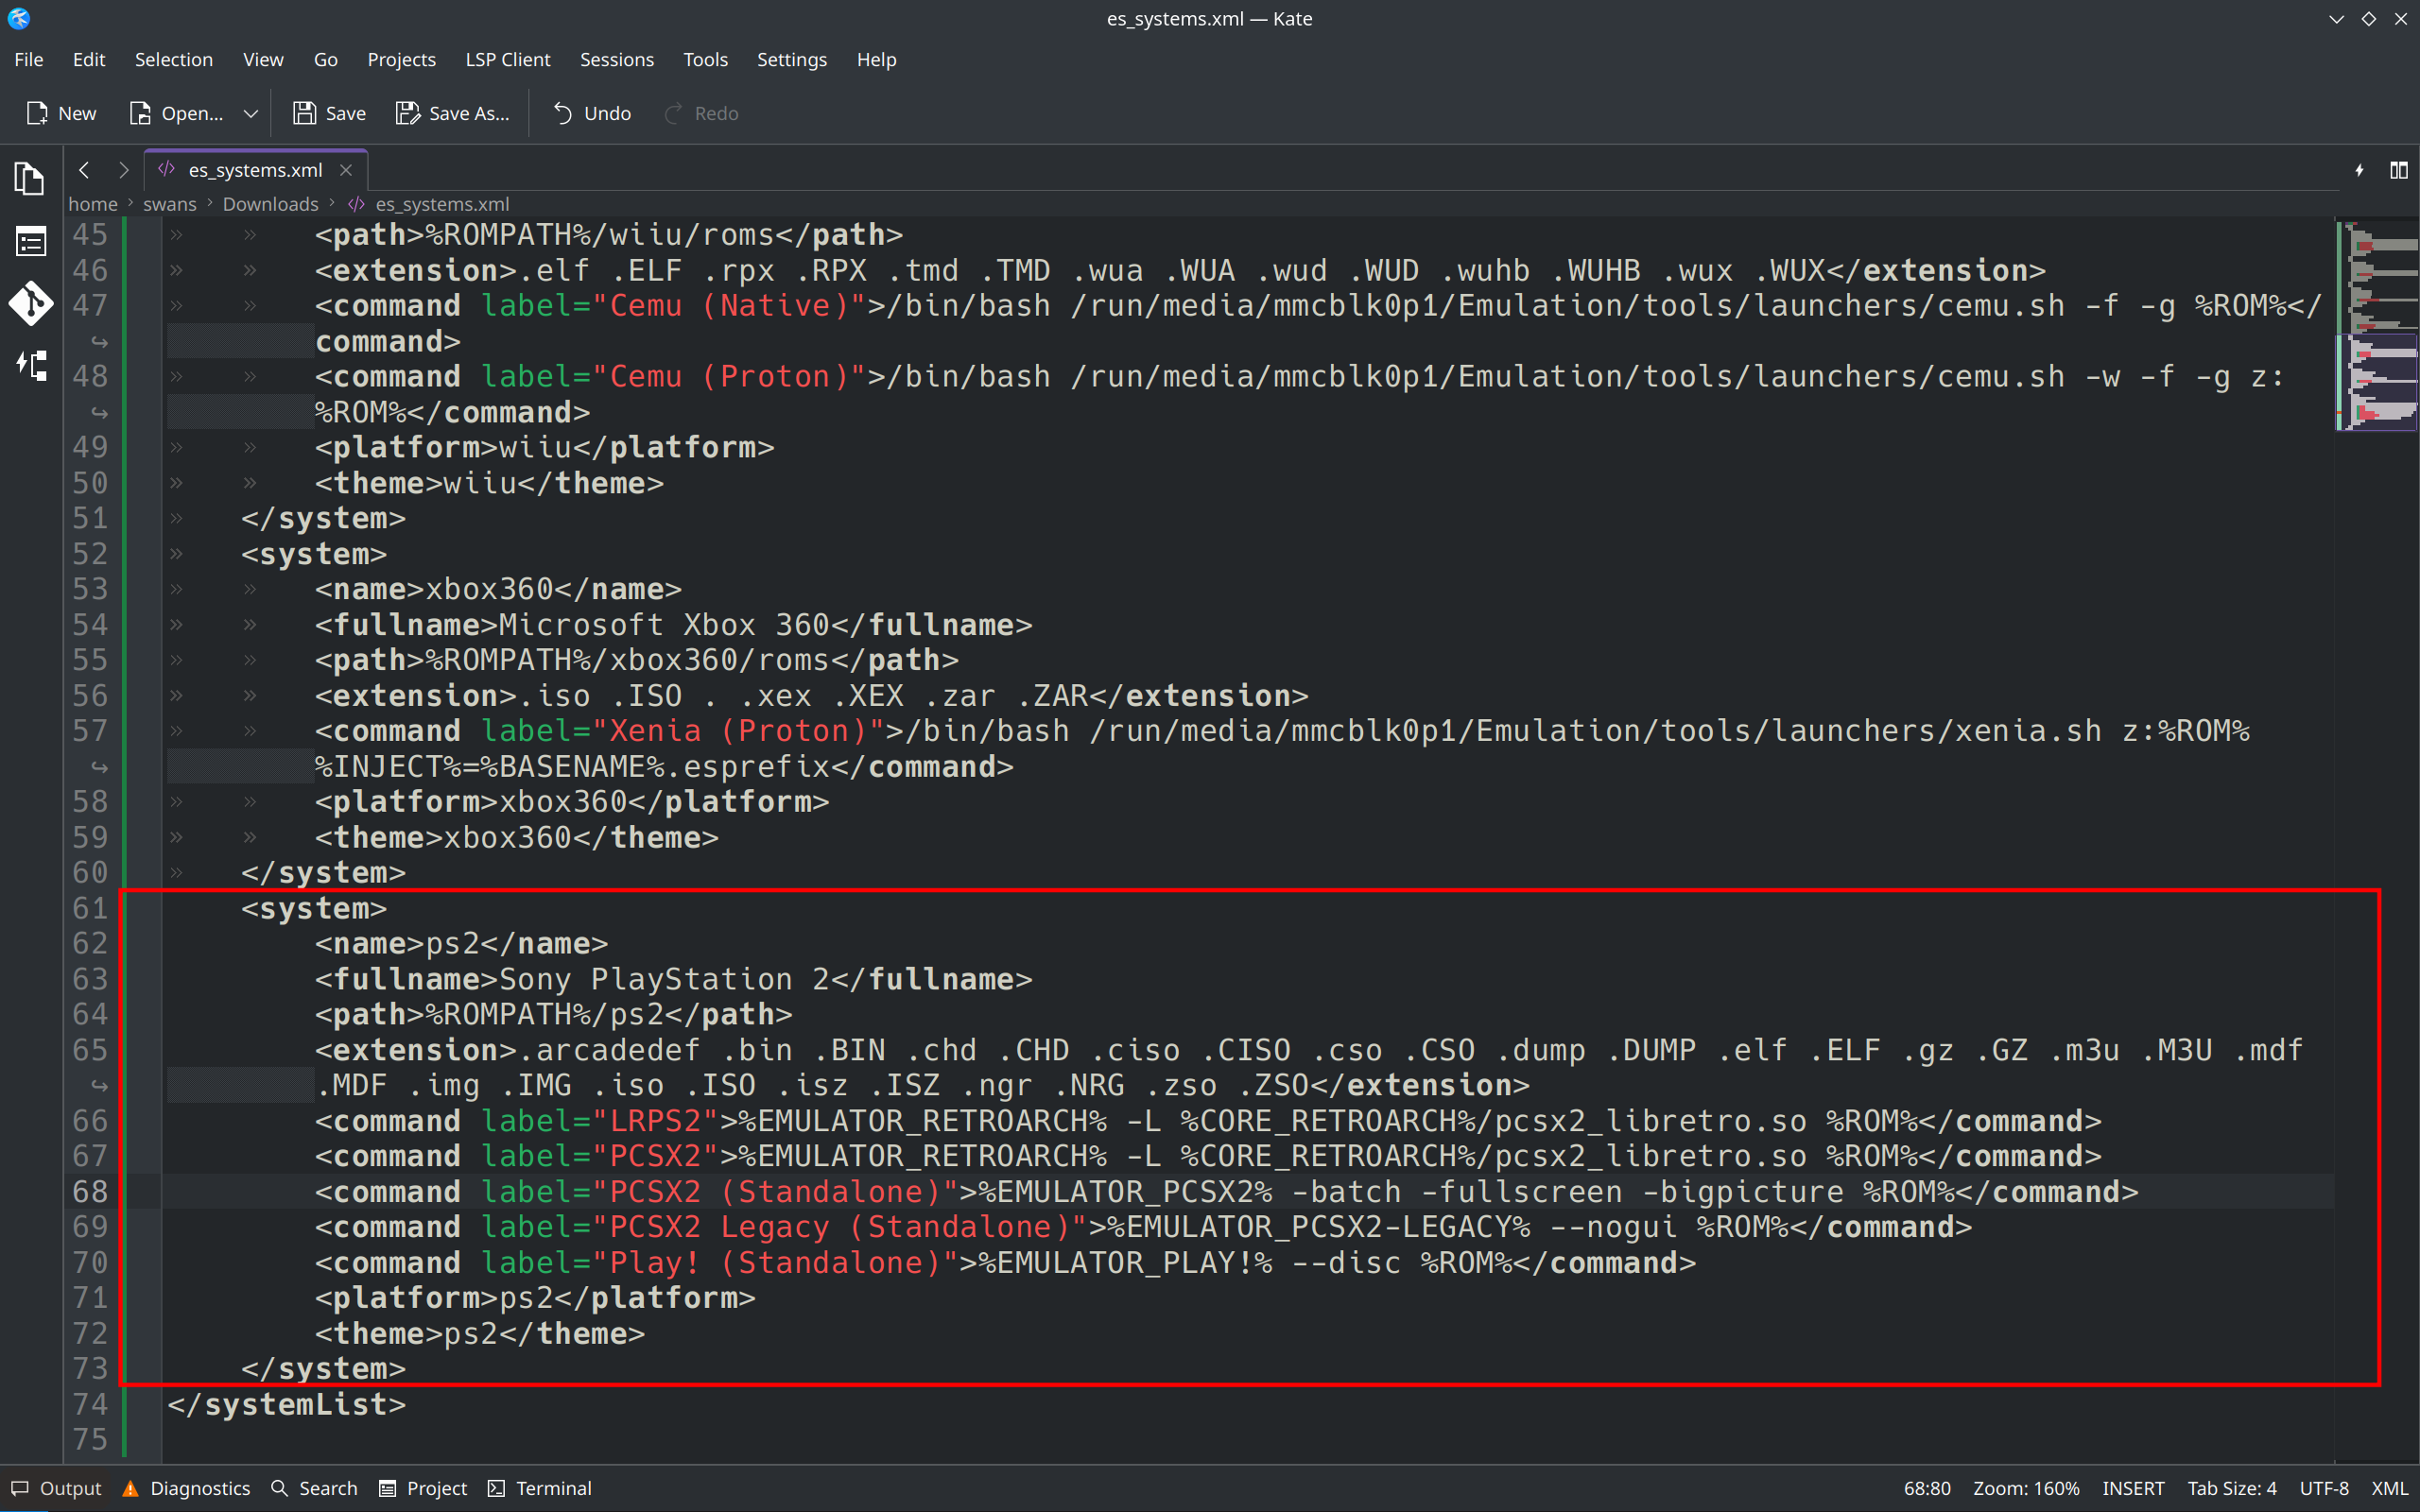 es_systems.xml — Kate
File Edit Selection View Go Projects LSP Client Sessions Tools Settings Help
New Open... Save Save As... Undo Redo
es_systems.xml
home › swans › Downloads › es_systems.xml
45 <path>%ROMPATH%/wiiu/roms</path>
46 <extension>.elf .ELF .rpx .RPX .tmd .TMD .wua .WUA .wud .WUD .wuhb .WUHB .wux .WUX</extension>
47 <command label="Cemu (Native)">/bin/bash /run/media/mmcblk0p1/Emulation/tools/launchers/cemu.sh -f -g %ROM%</
command>
48 <command label="Cemu (Proton)">/bin/bash /run/media/mmcblk0p1/Emulation/tools/launchers/cemu.sh -w -f -g z:
%ROM%</command>
49 <platform>wiiu</platform>
50 <theme>wiiu</theme>
51 </system>
52 <system>
53 <name>xbox360</name>
54 <fullname>Microsoft Xbox 360</fullname>
55 <path>%ROMPATH%/xbox360/roms</path>
56 <extension>.iso .ISO . .xex .XEX .zar .ZAR</extension>
57 <command label="Xenia (Proton)">/bin/bash /run/media/mmcblk0p1/Emulation/tools/launchers/xenia.sh z:%ROM%
%INJECT%=%BASENAME%.esprefix</command>
58 <platform>xbox360</platform>
59 <theme>xbox360</theme>
60 </system>
61 <system>
62 <name>ps2</name>
63 <fullname>Sony PlayStation 2</fullname>
64 <path>%ROMPATH%/ps2</path>
65 <extension>.arcadedef .bin .BIN .chd .CHD .ciso .CISO .cso .CSO .dump .DUMP .elf .ELF .gz .GZ .m3u .M3U .mdf
.MDF .img .IMG .iso .ISO .isz .ISZ .ngr .NRG .zso .ZSO</extension>
66 <command label="LRPS2">%EMULATOR_RETROARCH% -L %CORE_RETROARCH%/pcsx2_libretro.so %ROM%</command>
67 <command label="PCSX2">%EMULATOR_RETROARCH% -L %CORE_RETROARCH%/pcsx2_libretro.so %ROM%</command>
68 <command label="PCSX2 (Standalone)">%EMULATOR_PCSX2% -batch -fullscreen -bigpicture %ROM%</command>
69 <command label="PCSX2 Legacy (Standalone)">%EMULATOR_PCSX2-LEGACY% --nogui %ROM%</command>
70 <command label="Play! (Standalone)">%EMULATOR_PLAY!% --disc %ROM%</command>
71 <platform>ps2</platform>
72 <theme>ps2</theme>
73 </system>
74 </systemList>
75
Output Diagnostics Search Project Terminal 68:80 Zoom: 160% INSERT Tab Size: 4 UTF-8 XML